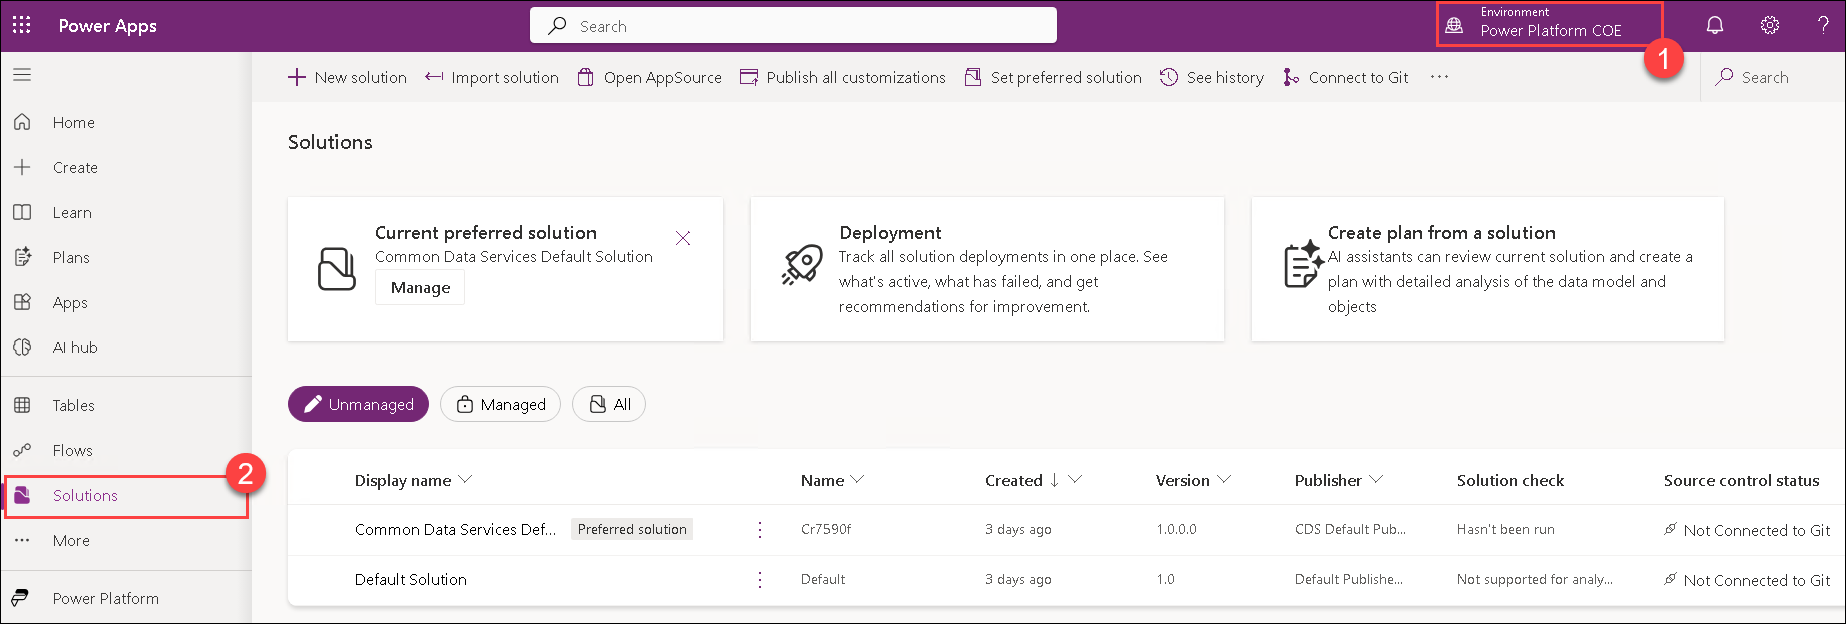 Power Apps
Search
Environment
Power Platform COE
?
1
New solution
Import solution
Open AppSource
Publish all customizations
Set preferred solution
See history
Connect to Git
...
Search
Home
Create
Learn
Plans
Apps
AI hub
Tables
Flows
Solutions
2
More
Power Platform
Solutions
Current preferred solution
Common Data Services Default Solution
Manage
Deployment
Track all solution deployments in one place. See
what's active, what has failed, and get
recommendations for improvement.
Create plan from a solution
AI assistants can review current solution and create a
plan with detailed analysis of the data model and
objects
Unmanaged
Managed
All
Display name Name Created Version Publisher Solution check Source control status
Common Data Services Def... Preferred solution Cr7590f 3 days ago 1.0.0.0 CDS Default Pub... Hasn't been run Not Connected to Git
Default Solution Default 3 days ago 1.0 Default Publishe... Not supported for analy... Not Connected to Git